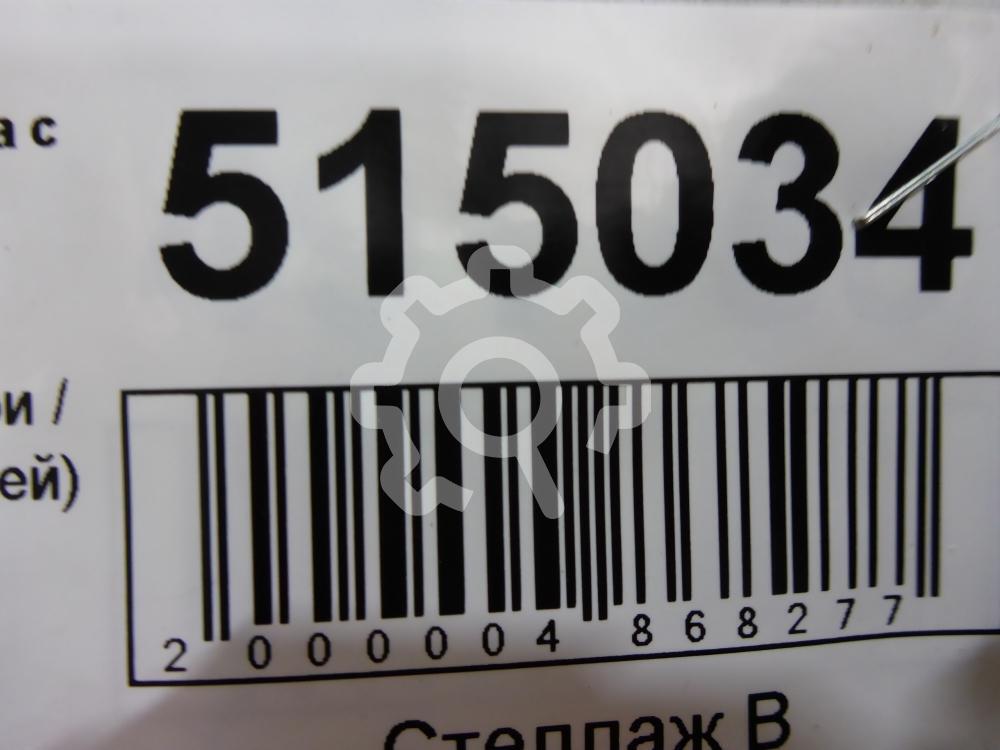 а с
515034
и /
ей)
2 000004 868277
Стеллаж В